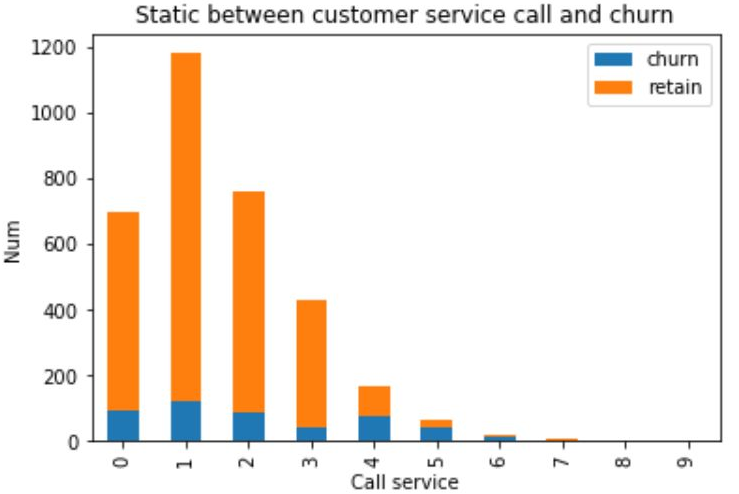 Static between customer service call and churn
churn
retain
1200
1000
800
600
400
200
0
Num
0 1 2 3 4 5 6 7 8 9
Call service